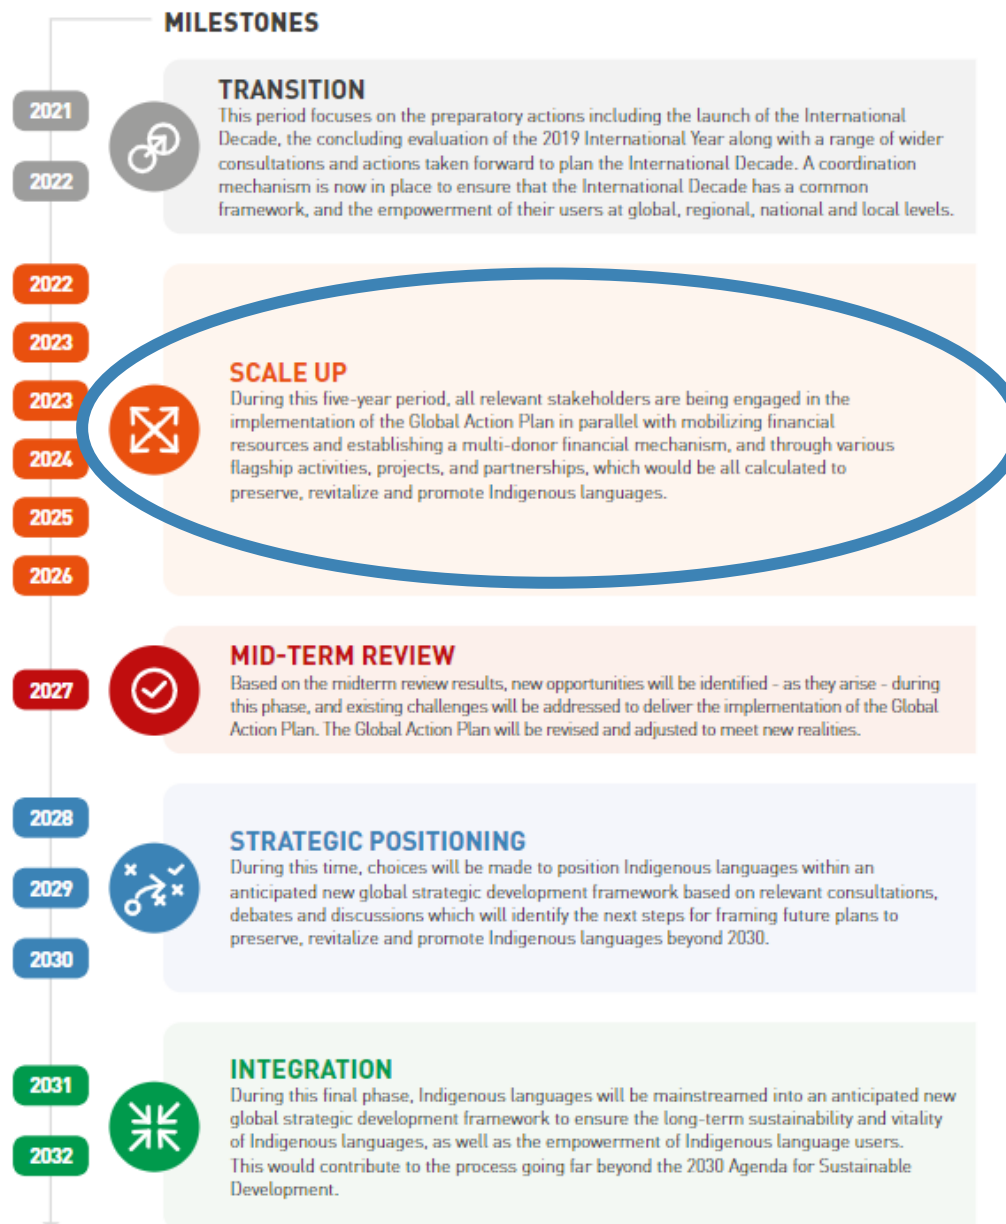 MILESTONES
2021
2022
TRANSITION
This period focuses on the preparatory actions including the launch of the International
Decade, the concluding evaluation of the 2019 International Year along with a range of wider
consultations and actions taken forward to plan the International Decade. A coordination
mechanism is now in place to ensure that the International Decade has a common
framework, and the empowerment of their users at global, regional, national and local levels.
2022
2023
2023
2024
2025
2026
SCALE UP
During this five-year period, all relevant stakeholders are being engaged in the
implementation of the Global Action Plan in parallel with mobilizing financial
resources and establishing a multi-donor financial mechanism, and through various
flagship activities, projects, and partnerships, which would be all calculated to
preserve, revitalize and promote Indigenous languages.
2027
MID-TERM REVIEW
Based on the midterm review results, new opportunities will be identified - as they arise - during
this phase, and existing challenges will be addressed to deliver the implementation of the Global
Action Plan. The Global Action Plan will be revised and adjusted to meet new realities.
2028
2029
2030
STRATEGIC POSITIONING
During this time, choices will be made to position Indigenous languages within an
anticipated new global strategic development framework based on relevant consultations,
debates and discussions which will identify the next steps for framing future plans to
preserve, revitalize and promote Indigenous languages beyond 2030.
2031
2032
INTEGRATION
During this final phase, Indigenous languages will be mainstreamed into an anticipated new
global strategic development framework to ensure the long-term sustainability and vitality
of Indigenous languages, as well as the empowerment of Indigenous language users.
This would contribute to the process going far beyond the 2030 Agenda for Sustainable
Development.